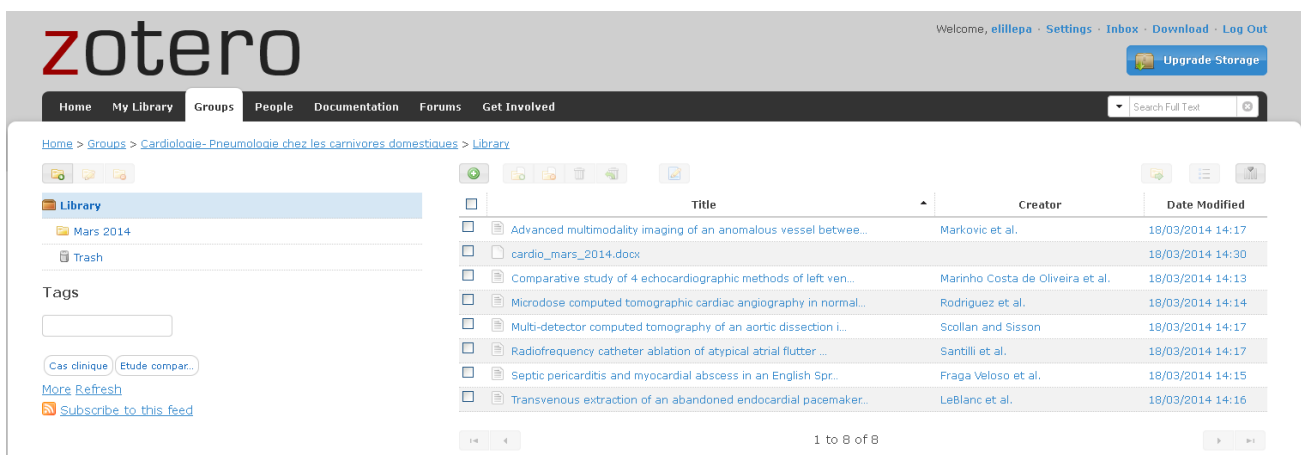 zotero
Welcome, elillepa · Settings · Inbox · Download · Log Out
Upgrade Storage
Home My Library Groups People Documentation Forums Get Involved
Search Full Text
Home > Groups > Cardiologie- Pneumologie chez les carnivores domestiques > Library
Library
Mars 2014
Trash
Tags
Cas clinique Etude compar...
More Refresh
Subscribe to this feed
Title Creator Date Modified
Advanced multimodality imaging of an anomalous vessel betwee... Markovic et al. 18/03/2014 14:17
cardio_mars_2014.docx 18/03/2014 14:30
Comparative study of 4 echocardiographic methods of left ven... Marinho Costa de Oliveira et al. 18/03/2014 14:13
Microdose computed tomographic cardiac angiography in normal... Rodriguez et al. 18/03/2014 14:14
Multi-detector computed tomography of an aortic dissection i... Scollan and Sisson 18/03/2014 14:17
Radiofrequency catheter ablation of atypical atrial flutter ... Santilli et al. 18/03/2014 14:17
Septic pericarditis and myocardial abscess in an English Spr... Fraga Veloso et al. 18/03/2014 14:15
Transvenous extraction of an abandoned endocardial pacemaker... LeBlanc et al. 18/03/2014 14:16
1 to 8 of 8